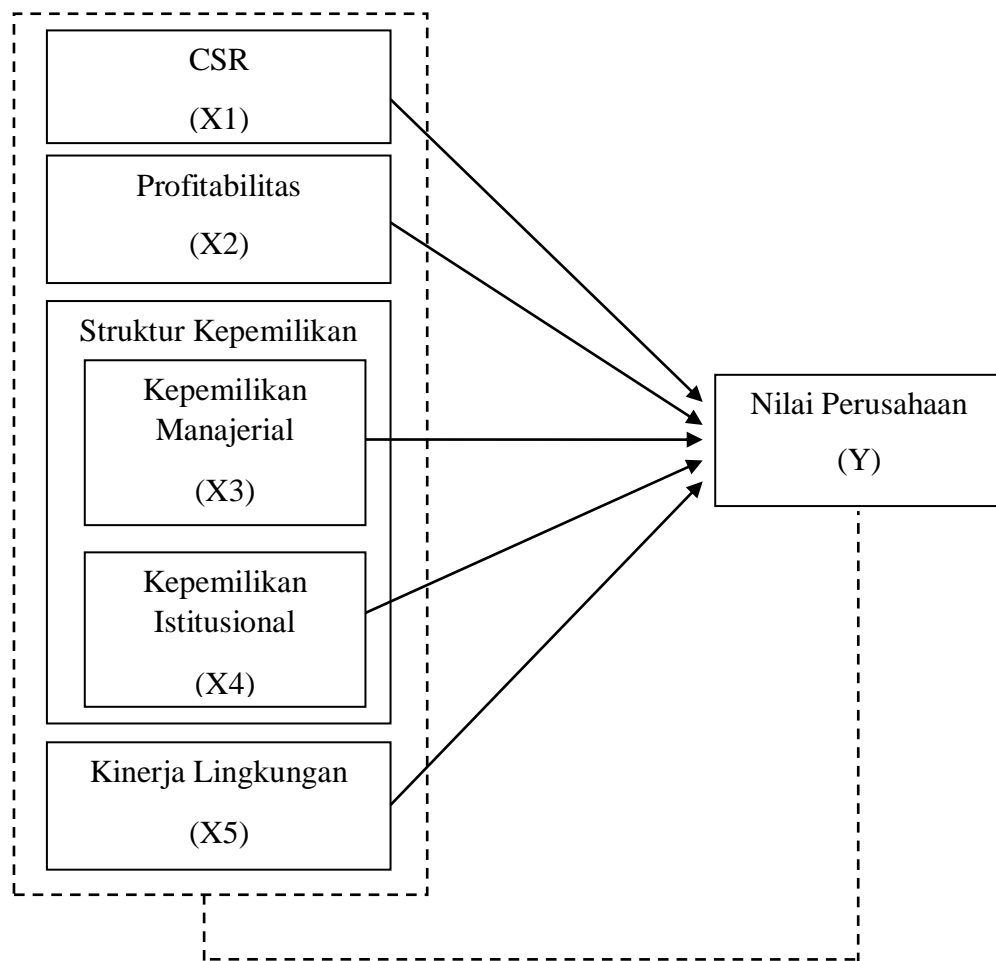 CSR
(X1)
Profitabilitas
(X2)
Struktur Kepemilikan
Kepemilikan
Manajerial
(X3)
Kepemilikan
Istitusional
(X4)
Kinerja Lingkungan
(X5)
Nilai Perusahaan
(Y)